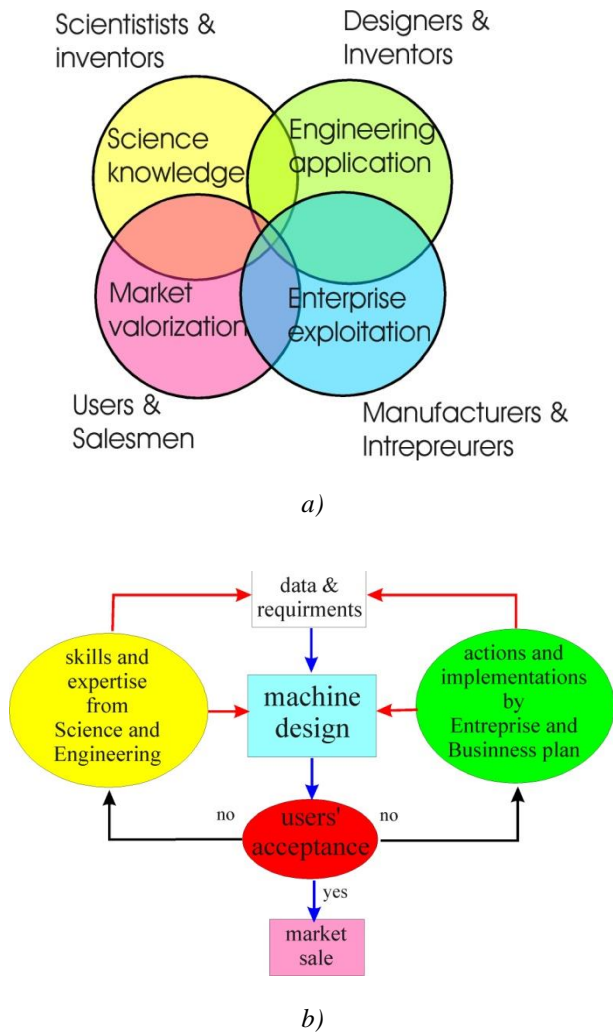 Scientistists &
inventors
Designers &
Inventors
Science
knowledge
Engineering
application
Market
valorization
Enterprise
exploitation
Users &
Salesmen
Manufacturers &
Intrepreurers
a)
data &
requirments
skills and
expertise
from
Science and
Engineering
machine
design
actions and
implementations
by
Entreprise and
Businness plan
no
users'
acceptance
no
yes
market
sale
b)